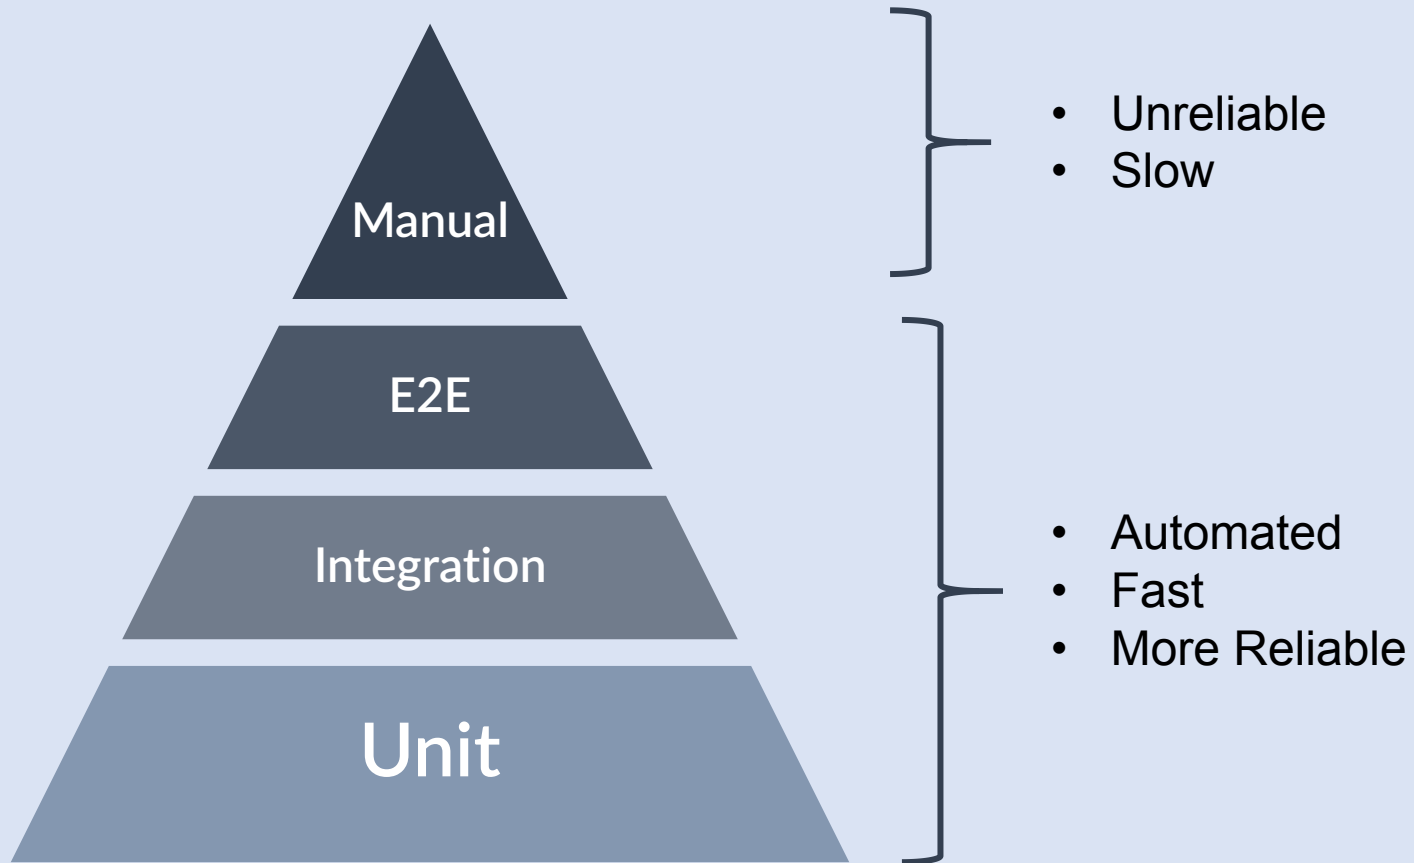 Manual
• Unreliable
• Slow
E2E
Integration
Unit
• Automated
• Fast
• More Reliable